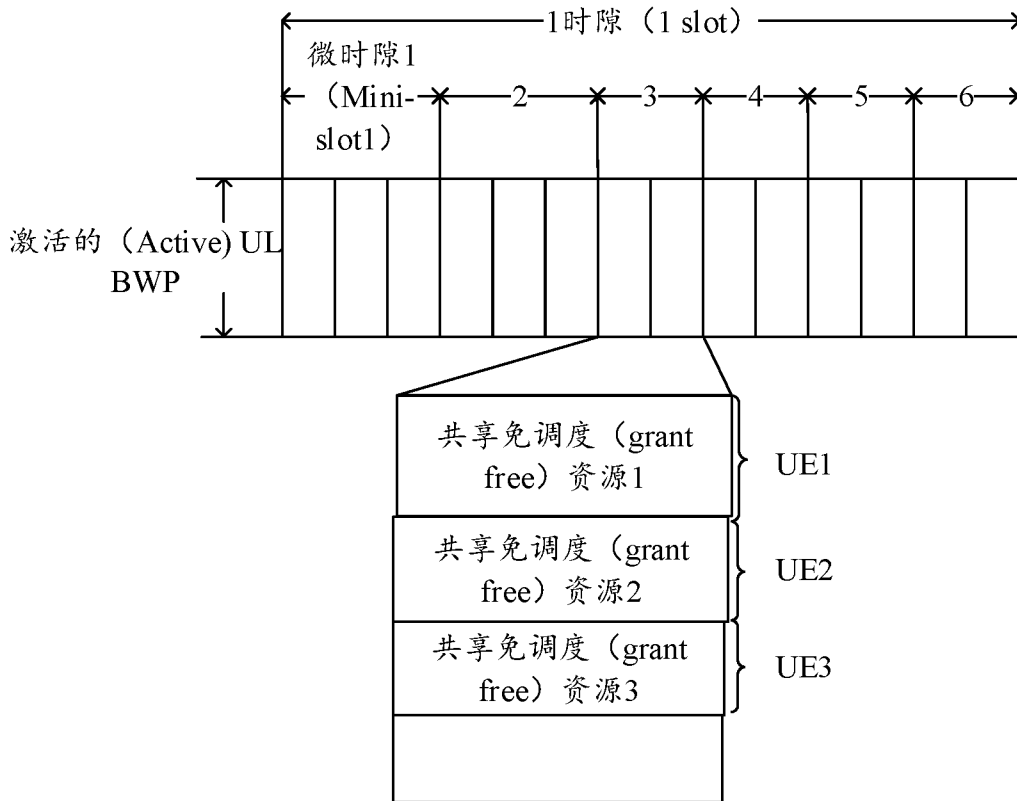 1时隙（1 slot）
微时隙1
（Mini-
slot1）
2
3
4
5
6
激活的（Active) UL
BWP
共享免调度（grant
free）资源1
UE1
共享免调度（grant
free）资源2
UE2
共享免调度（grant
free）资源3
UE3